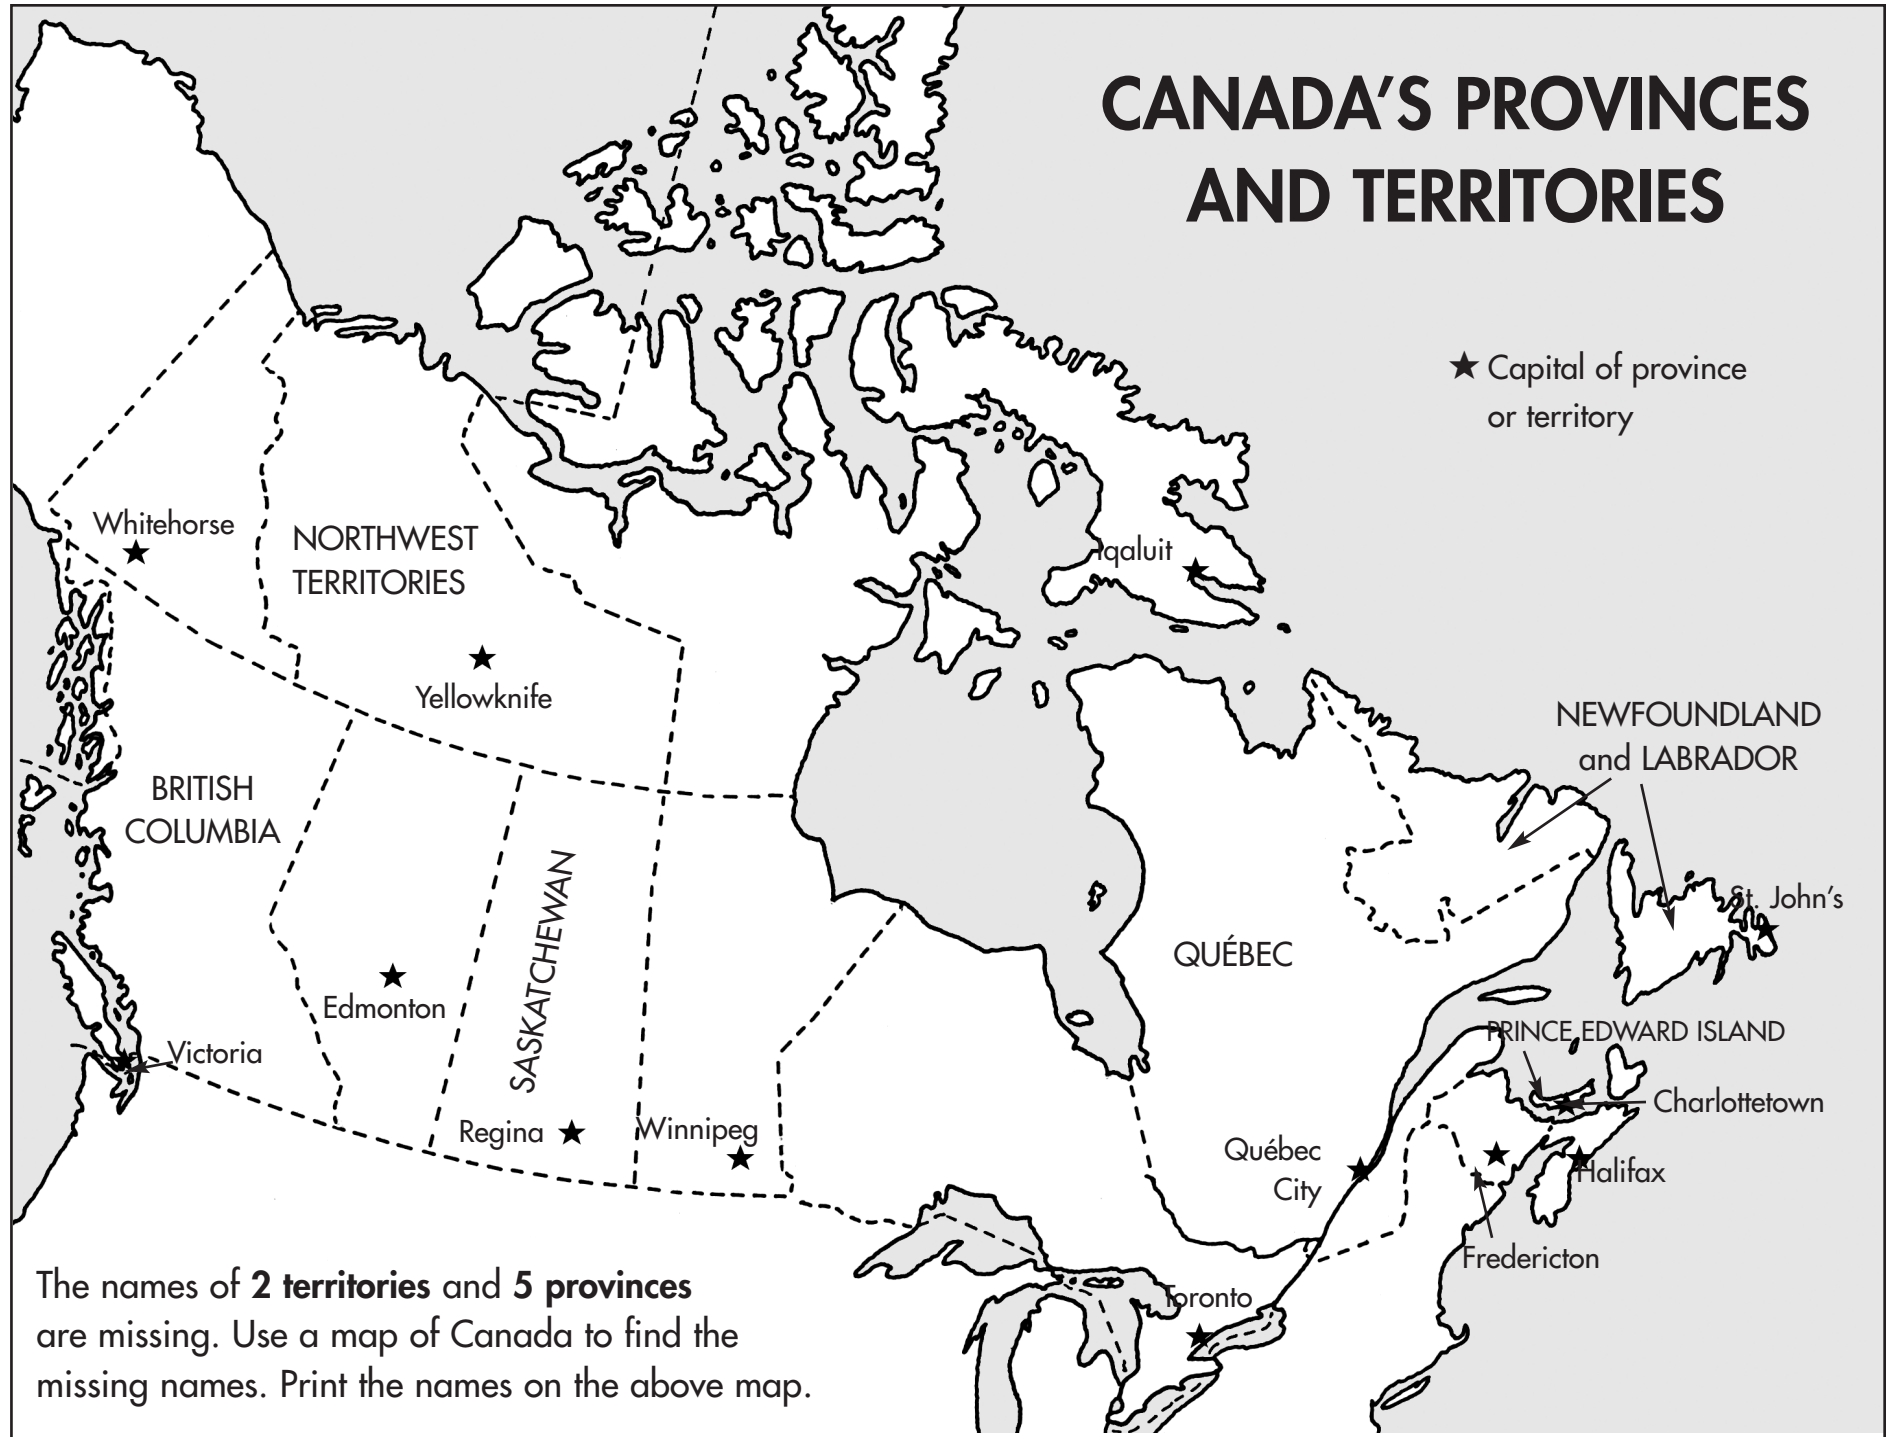 CANADA'S PROVINCES
AND TERRITORIES
★ Capital of province
or territory
Whitehorse
NORTHWEST
TERRITORIES
Iqaluit
Yellowknife
NEWFOUNDLAND
and LABRADOR
BRITISH
COLUMBIA
SASKATCHEWAN
St. John's
QUÉBEC
Edmonton
PRINCE EDWARD ISLAND
Victoria
Charlottetown
Regina
Winnipeg
Québec
City
Halifax
Fredericton
Toronto
The names of 2 territories and 5 provinces
are missing. Use a map of Canada to find the
missing names. Print the names on the above map.